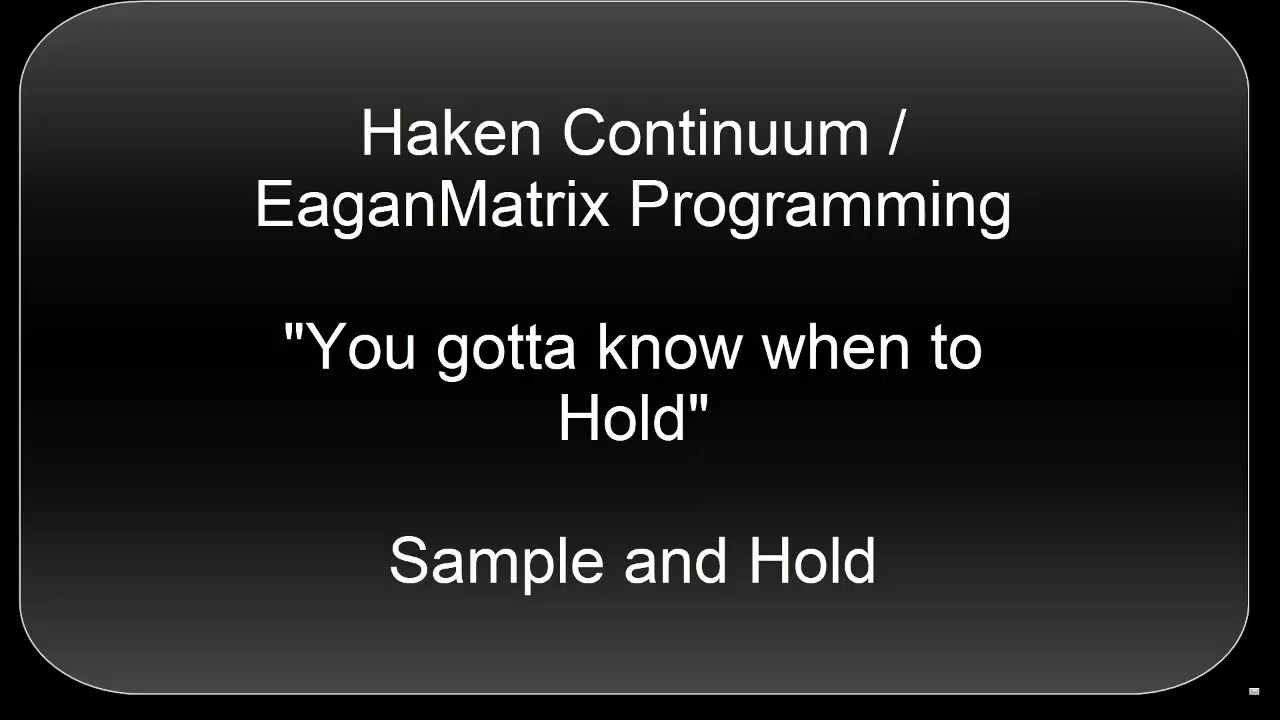 Haken Continuum /
EaganMatrix Programming
"You gotta know when to
Hold"
Sample and Hold